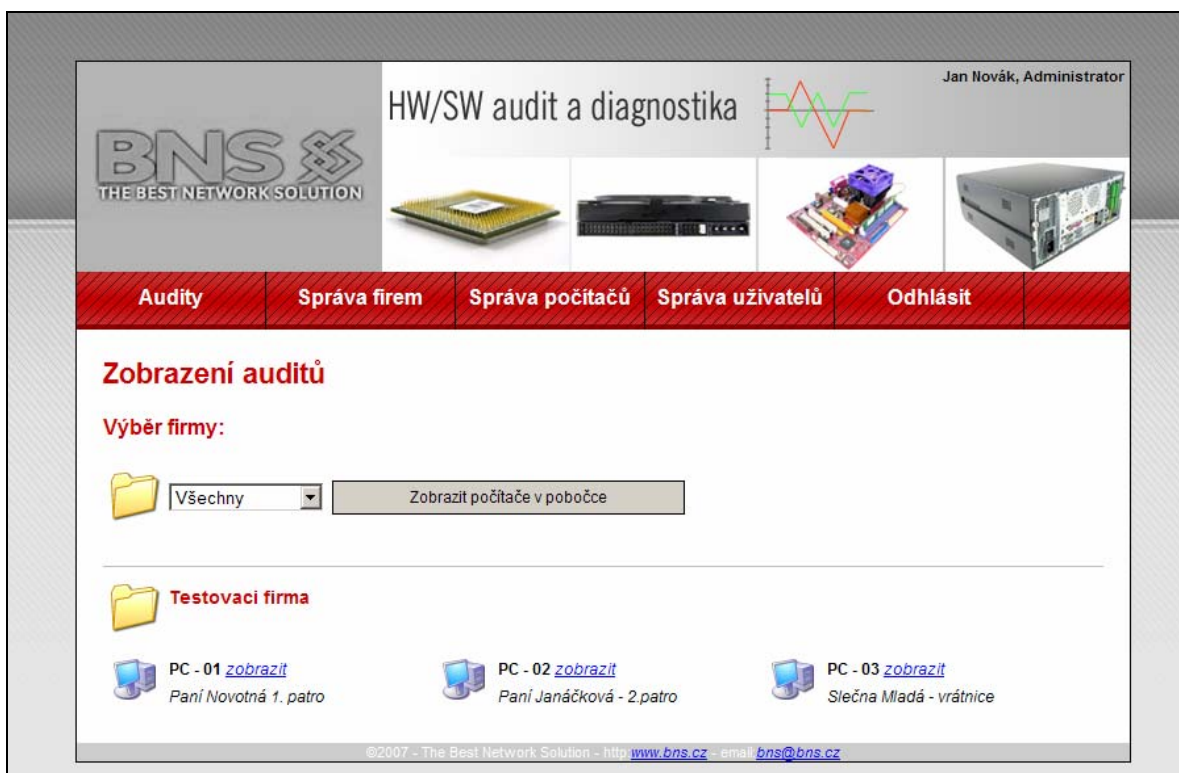 Jan Novák, Administrator
HW/SW audit a diagnostika
BNS
THE BEST NETWORK SOLUTION
Audity Správa firem Správa počítačů Správa uživatelů Odhlásit
Zobrazení auditů
Výběr firmy:
Všechny Zobrazit počítače v pobočce
Testovaci firma
PC - 01 zobrazit PC - 02 zobrazit PC - 03 zobrazit
Paní Novotná 1. patro Paní Janáčková - 2.patro Slečna Mladá - vrátnice
©2007 - The Best Network Solution - http:www.bns.cz - email:bns@bns.cz